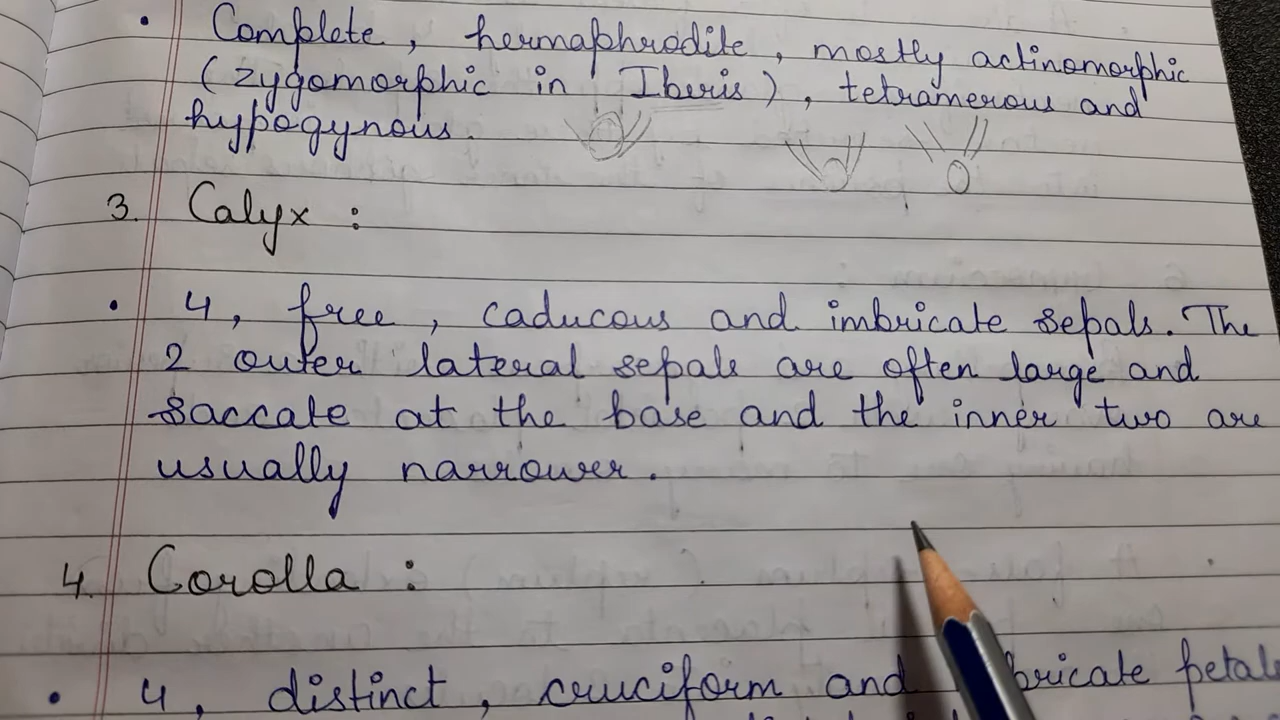 • Complete, hermaphrodite, mostly actinomorphic
(zygomorphic in Iberis), tetramerous and
hypogynous.
3. Calyx :
• 4, free, caducous and imbricate sepals. The
2 outer lateral sepals are often large and
saccate at the base and the inner two are
usually narrower.
4. Corolla :
• 4, distinct, cruciform and bricate petals